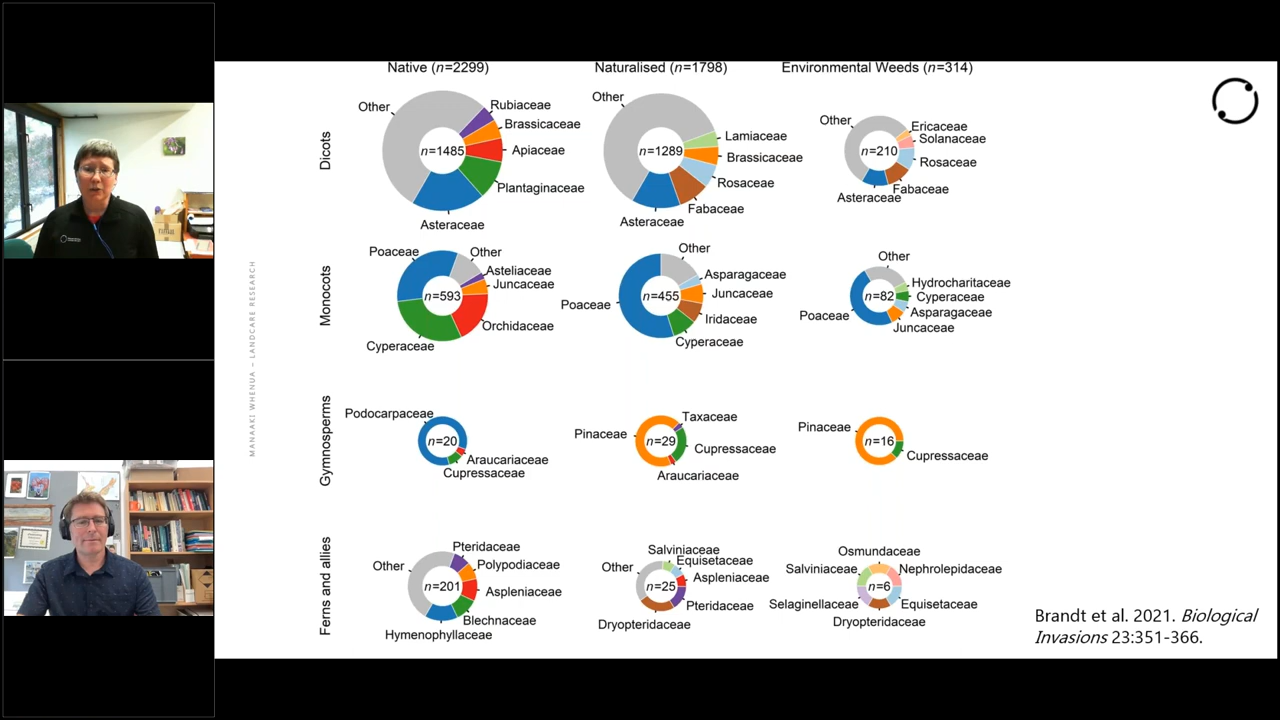 Native (n=2299)
Naturalised (n=1798)
Environmental Weeds (n=314)
Dicots
Other
Rubiaceae
Brassicaceae
Apiaceae
Plantaginaceae
Asteraceae
n=1485
Other
Lamiaceae
Brassicaceae
Rosaceae
Fabaceae
Asteraceae
n=1289
Other
Ericaceae
Solanaceae
Rosaceae
Fabaceae
Asteraceae
n=210
Monocots
Poaceae
Other
Asteliaceae
Juncaceae
Orchidaceae
Cyperaceae
n=593
Other
Asparagaceae
Juncaceae
Iridaceae
Cyperaceae
Poaceae
n=455
Other
Hydrocharitaceae
Cyperaceae
Asparagaceae
Juncaceae
Poaceae
n=82
Gymnosperms
Podocarpaceae
Araucariaceae
Cupressaceae
n=20
Taxaceae
Pinaceae
Cupressaceae
Araucariaceae
n=29
Pinaceae
Cupressaceae
n=16
Ferns and allies
Pteridaceae
Other
Polypodiaceae
Aspleniaceae
Blechnaceae
Hymenophyllaceae
n=201
Salviniaceae
Equisetaceae
Other
Aspleniaceae
Pteridaceae
Dryopteridaceae
n=25
Osmundaceae
Salviniaceae
Nephrolepidaceae
Selaginellaceae
Equisetaceae
Dryopteridaceae
n=6
MANAAKI WHENUA – LANDCARE RESEARCH
Brandt et al. 2021. Biological
Invasions 23:351-366.